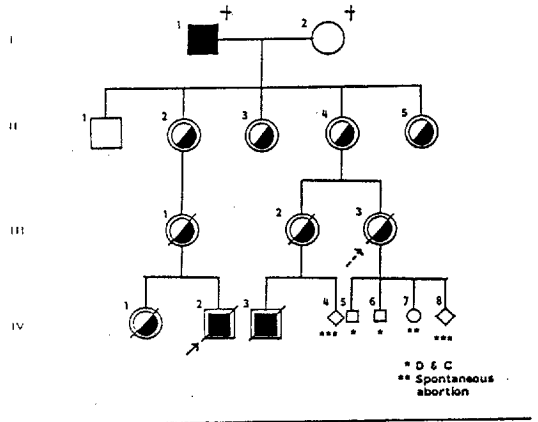 I
1 † 2 †
II
1 2 3 4 5
III
1 2 3
IV
1 2 3 4 5 6 7 8
*** * * ** ***
* D & C
** Spontaneous
abortion